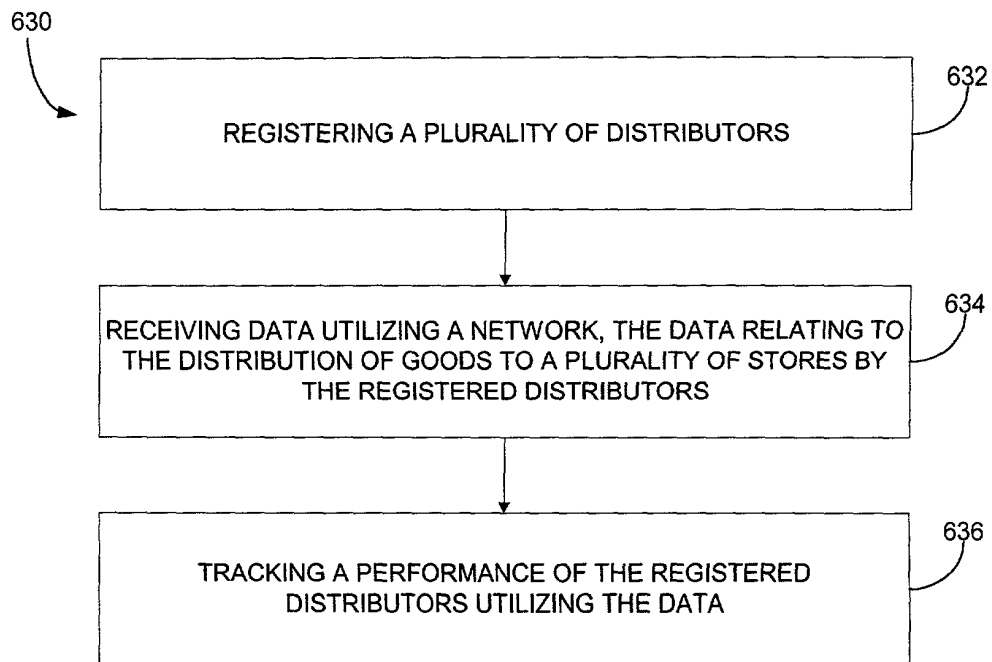 630
632
REGISTERING A PLURALITY OF DISTRIBUTORS
634
RECEIVING DATA UTILIZING A NETWORK, THE DATA RELATING TO
THE DISTRIBUTION OF GOODS TO A PLURALITY OF STORES BY
THE REGISTERED DISTRIBUTORS
636
TRACKING A PERFORMANCE OF THE REGISTERED
DISTRIBUTORS UTILIZING THE DATA